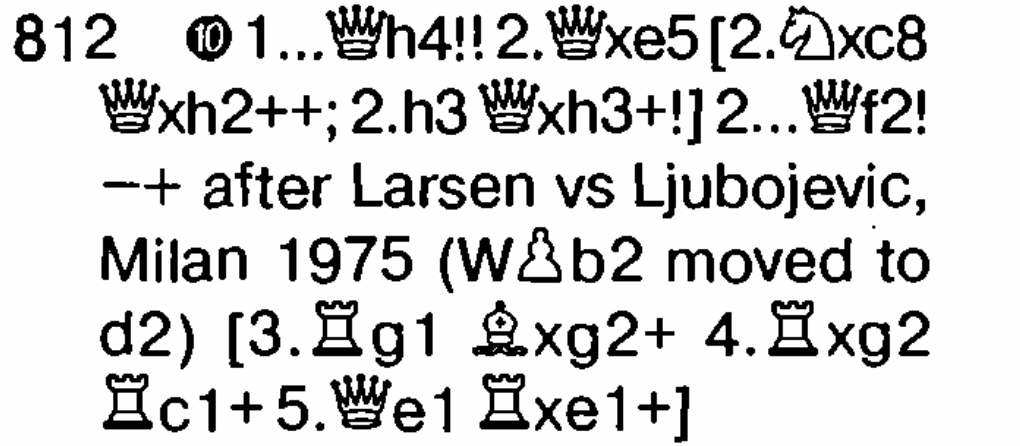 812 ❿ 1...♕h4!! 2.♕xe5 [2.♘xc8
♕xh2++; 2.h3 ♕xh3+!] 2...♕f2!
–+ after Larsen vs Ljubojevic,
Milan 1975 (W♙b2 moved to
d2) [3.♖g1 ♗xg2+ 4.♖xg2
♖c1+ 5.♕e1 ♖xe1+]